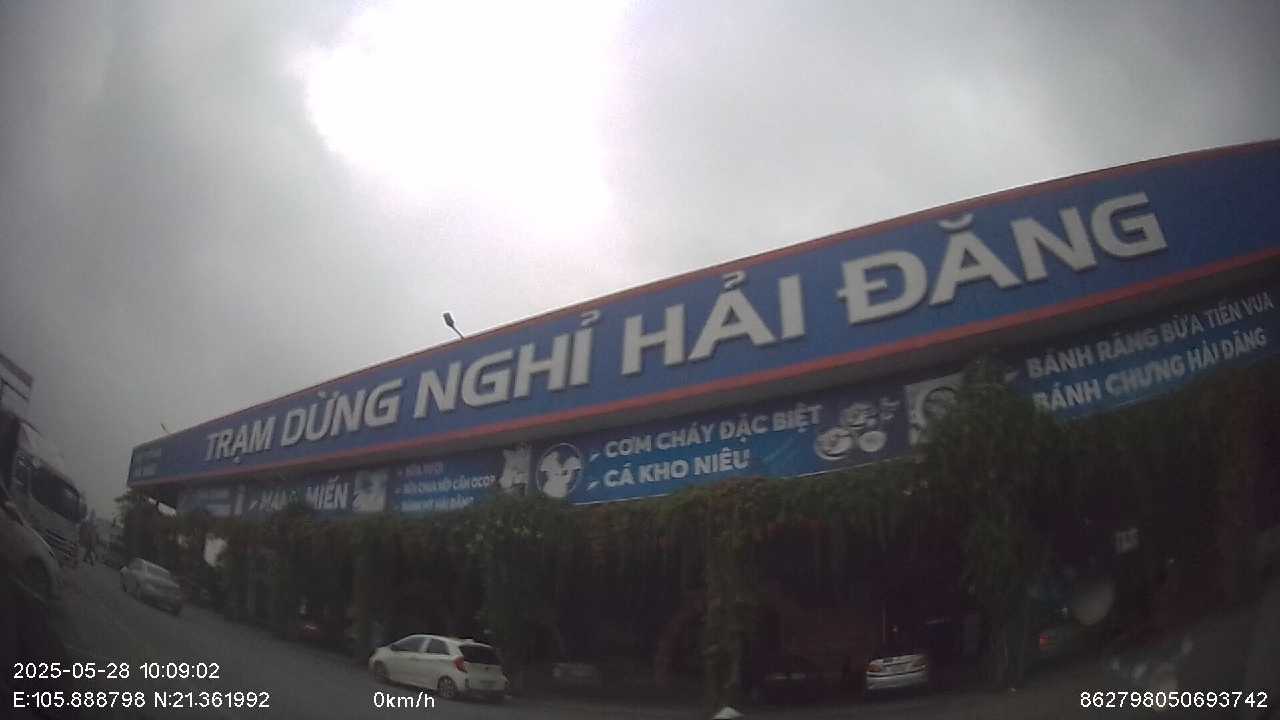 TRẠM DỪNG NGHỈ HẢI ĐĂNG
MIẾN
CƠM CHÁY ĐẶC BIỆT
CÁ KHO NIÊU
BÁNH RĂNG BỪA TIẾN VUA
BÁNH CHƯNG HẢI ĐĂNG
2025-05-28 10:09:02
E:105.888798 N:21.361992
0km/h
862798050693742